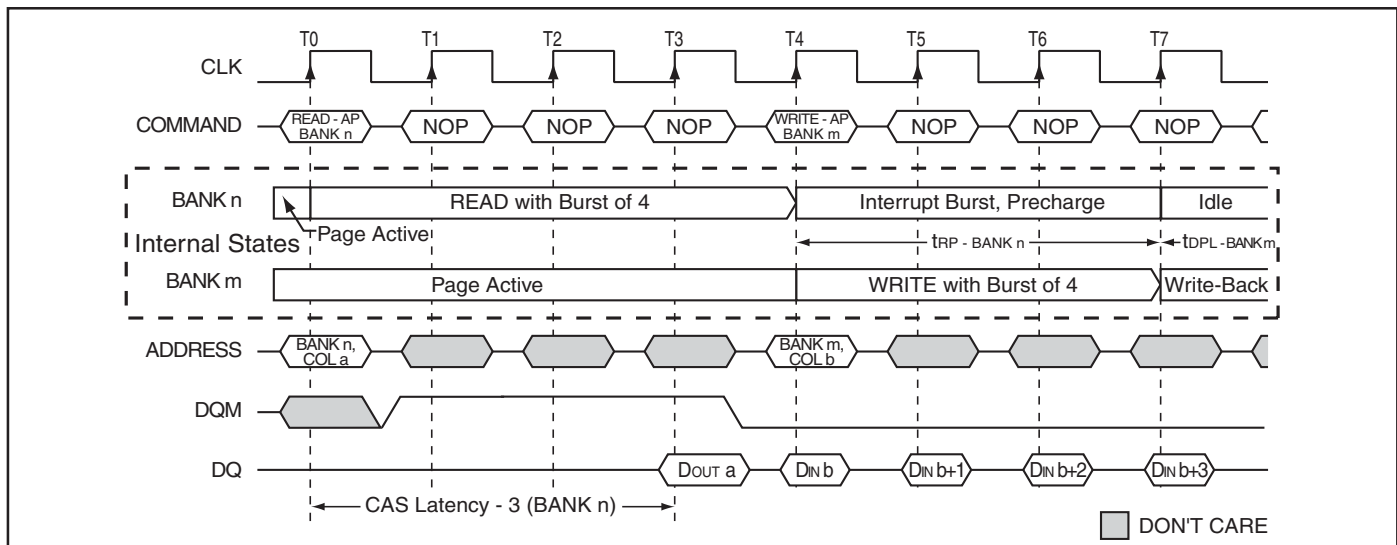 T0 T1 T2 T3 T4 T5 T6 T7
CLK
COMMAND READ - AP BANK n NOP NOP NOP WRITE - AP BANK m NOP NOP NOP
BANK n READ with Burst of 4 Interrupt Burst, Precharge Idle
Internal States Page Active tRP - BANK n tDPL - BANK m
BANK m Page Active WRITE with Burst of 4 Write-Back
ADDRESS BANK n, COL a BANK m, COL b
DQM
DQ DOUT a DIN b DIN b+1 DIN b+2 DIN b+3
CAS Latency - 3 (BANK n)
DON'T CARE